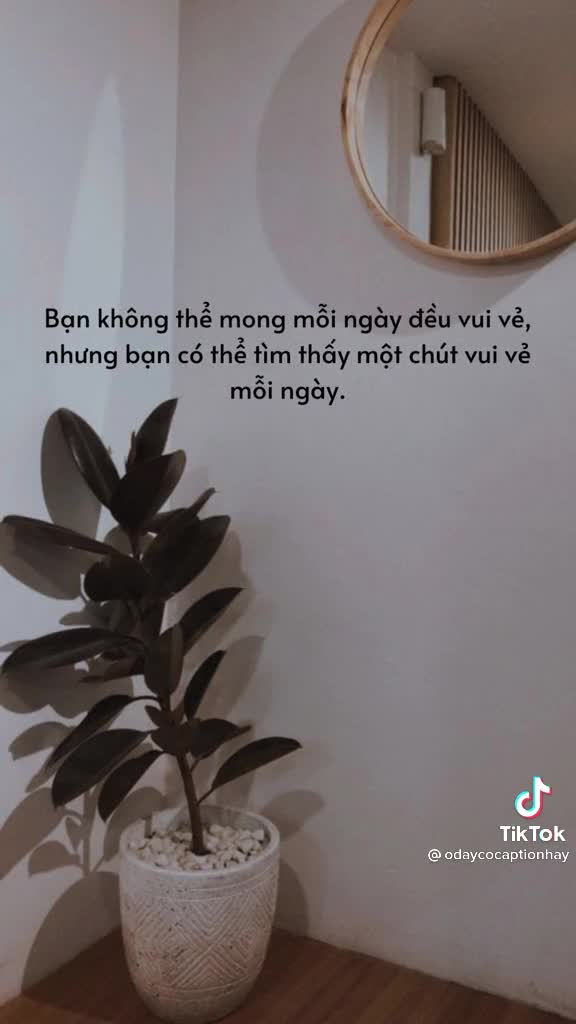 Bạn không thể mong mỗi ngày đều vui vẻ,
nhưng bạn có thể tìm thấy một chút vui vẻ
mỗi ngày.
TikTok
@ odaycocaptionhay